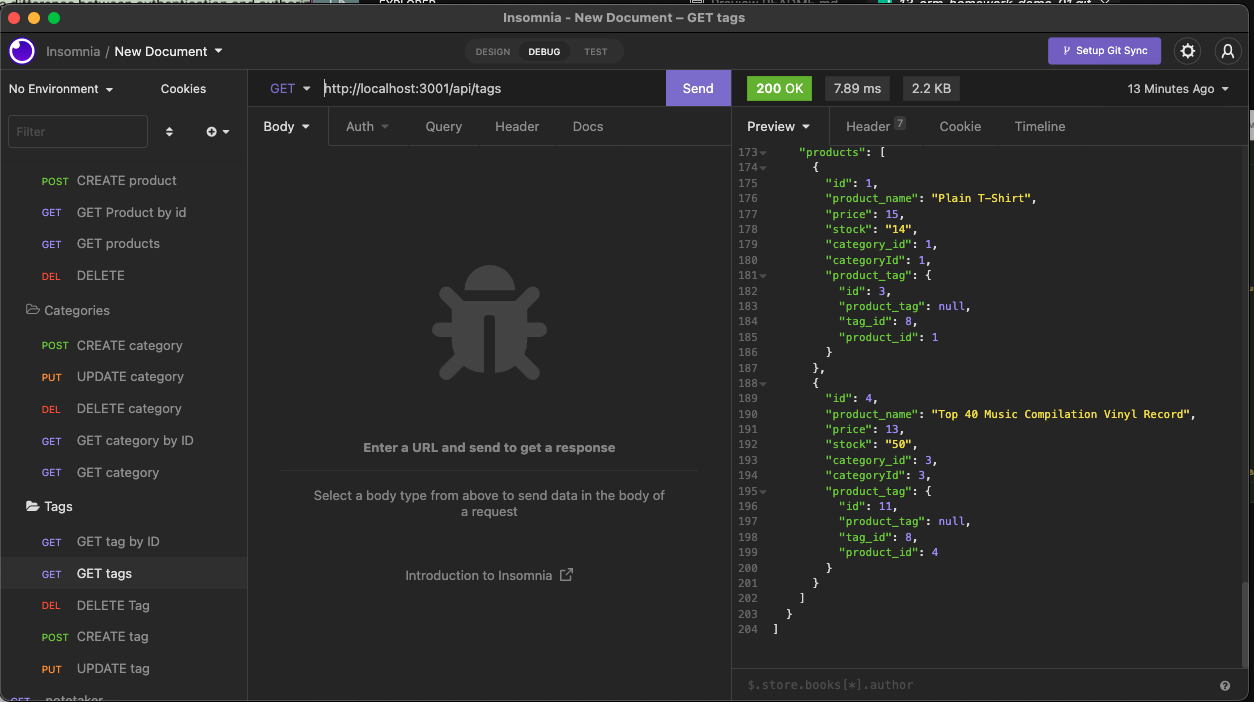 Insomnia - New Document – GET tags
Insomnia / New Document
DESIGN DEBUG TEST
Setup Git Sync
No Environment Cookies
Filter
POST CREATE product
GET GET Product by id
GET GET products
DEL DELETE
Categories
POST CREATE category
PUT UPDATE category
DEL DELETE category
GET GET category by ID
GET GET category
Tags
GET GET tag by ID
GET GET tags
DEL DELETE Tag
POST CREATE tag
PUT UPDATE tag
GET http://localhost:3001/api/tags Send
Body Auth Query Header Docs
Enter a URL and send to get a response
Select a body type from above to send data in the body of
a request
Introduction to Insomnia
200 OK 7.89 ms 2.2 KB 13 Minutes Ago
Preview Header 7 Cookie Timeline
173 "products": [
174 {
175 "id": 1,
176 "product_name": "Plain T-Shirt",
177 "price": 15,
178 "stock": "14",
179 "category_id": 1,
180 "categoryId": 1,
181 "product_tag": {
182 "id": 3,
183 "product_tag": null,
184 "tag_id": 8,
185 "product_id": 1
186 }
187 },
188 {
189 "id": 4,
190 "product_name": "Top 40 Music Compilation Vinyl Record",
191 "price": 13,
192 "stock": "50",
193 "category_id": 3,
194 "categoryId": 3,
195 "product_tag": {
196 "id": 11,
197 "product_tag": null,
198 "tag_id": 8,
199 "product_id": 4
200 }
201 }
202 ]
203 }
204 ]
$.store.books[*].author